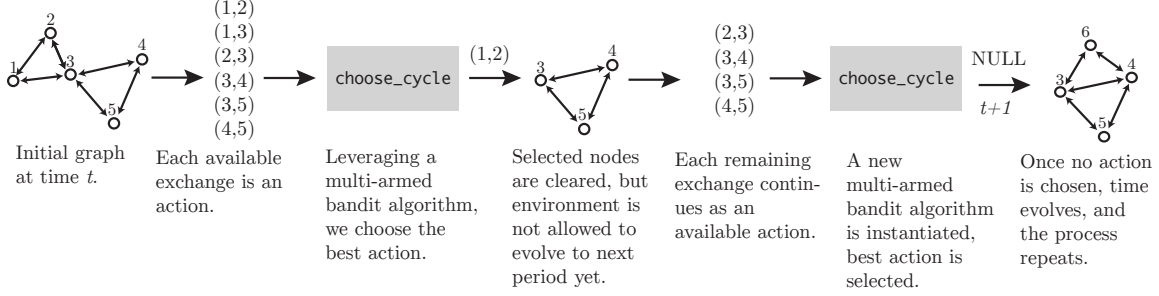 2
1
3
4
5
Initial graph
at time t.
(1,2)
(1,3)
(2,3)
(3,4)
(3,5)
(4,5)
Each available
exchange is an
action.
choose_cycle
Leveraging a
multi-armed
bandit algorithm,
we choose the
best action.
(1,2)
3
4
5
Selected nodes
are cleared, but
environment is
not allowed to
evolve to next
period yet.
(2,3)
(3,4)
(3,5)
(4,5)
Each remaining
exchange contin-
ues as an
available action.
choose_cycle
A new
multi-armed
bandit algorithm
is instantiated,
best action is
selected.
NULL
t+1
6
3
4
5
Once no action
is chosen, time
evolves, and
the process
repeats.